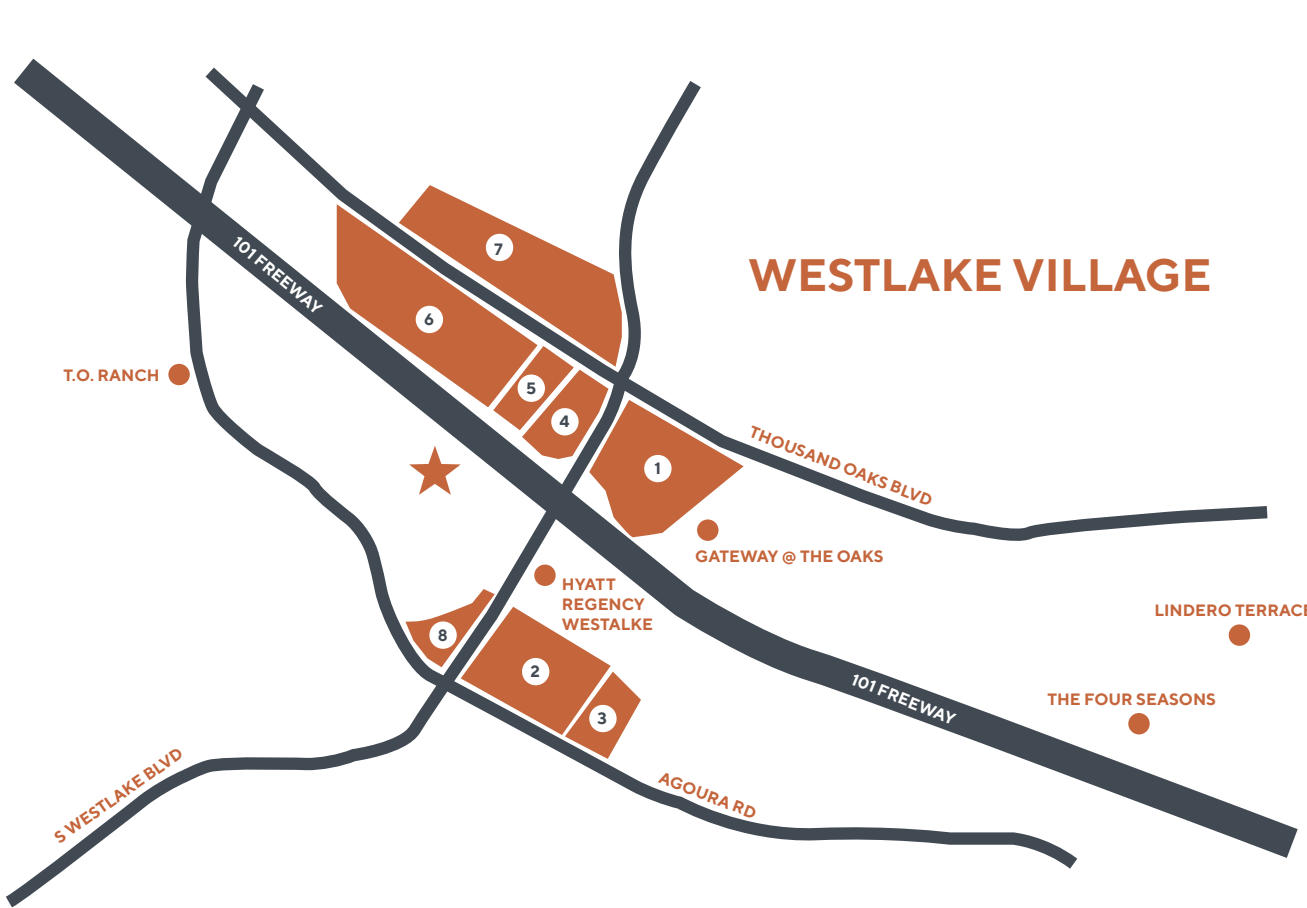 101 FREEWAY
7
WESTLAKE VILLAGE
6
T.O. RANCH
5
4
1
THOUSAND OAKS BLVD
GATEWAY @ THE OAKS
HYATT
REGENCY
WESTALKE
LINDERO TERRACE
8
2
101 FREEWAY
THE FOUR SEASONS
3
S WESTLAKE BLVD
AGOURA RD